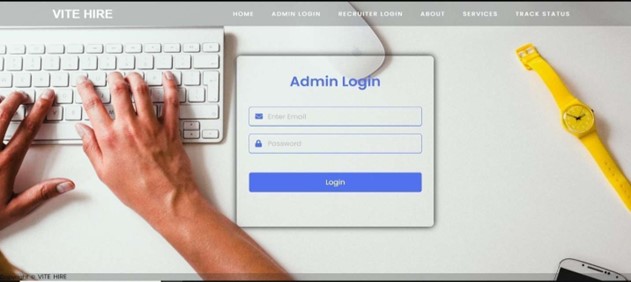 VITE HIRE HOME ADMIN LOGIN RECRUITER LOGIN ABOUT SERVICES TRACK STATUS
Admin Login
Enter Email
Password
Login
VITE HIRE